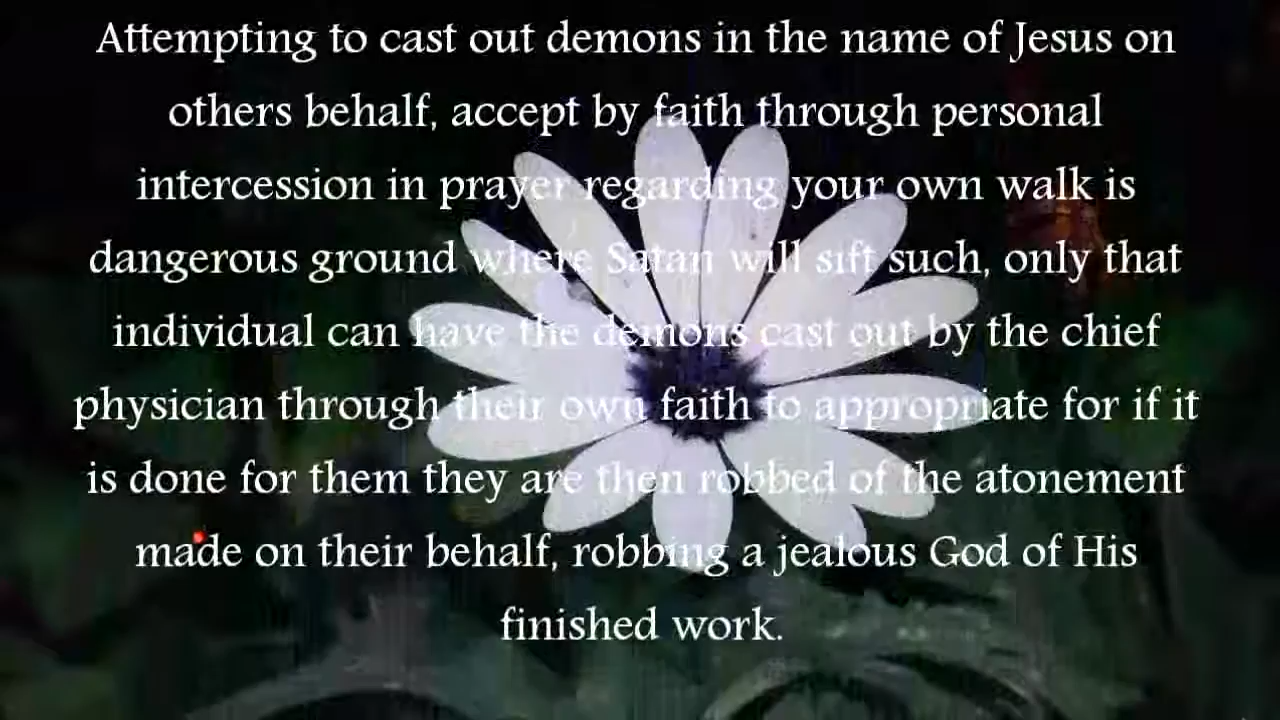 Attempting to cast out demons in the name of Jesus on
others behalf, accept by faith through personal
intercession in prayer regarding your own walk is
dangerous ground where Satan will sift such, only that
individual can have the demons cast out by the chief
physician through their own faith to appropriate for if it
is done for them they are then robbed of the atonement
made on their behalf, robbing a jealous God of His
finished work.